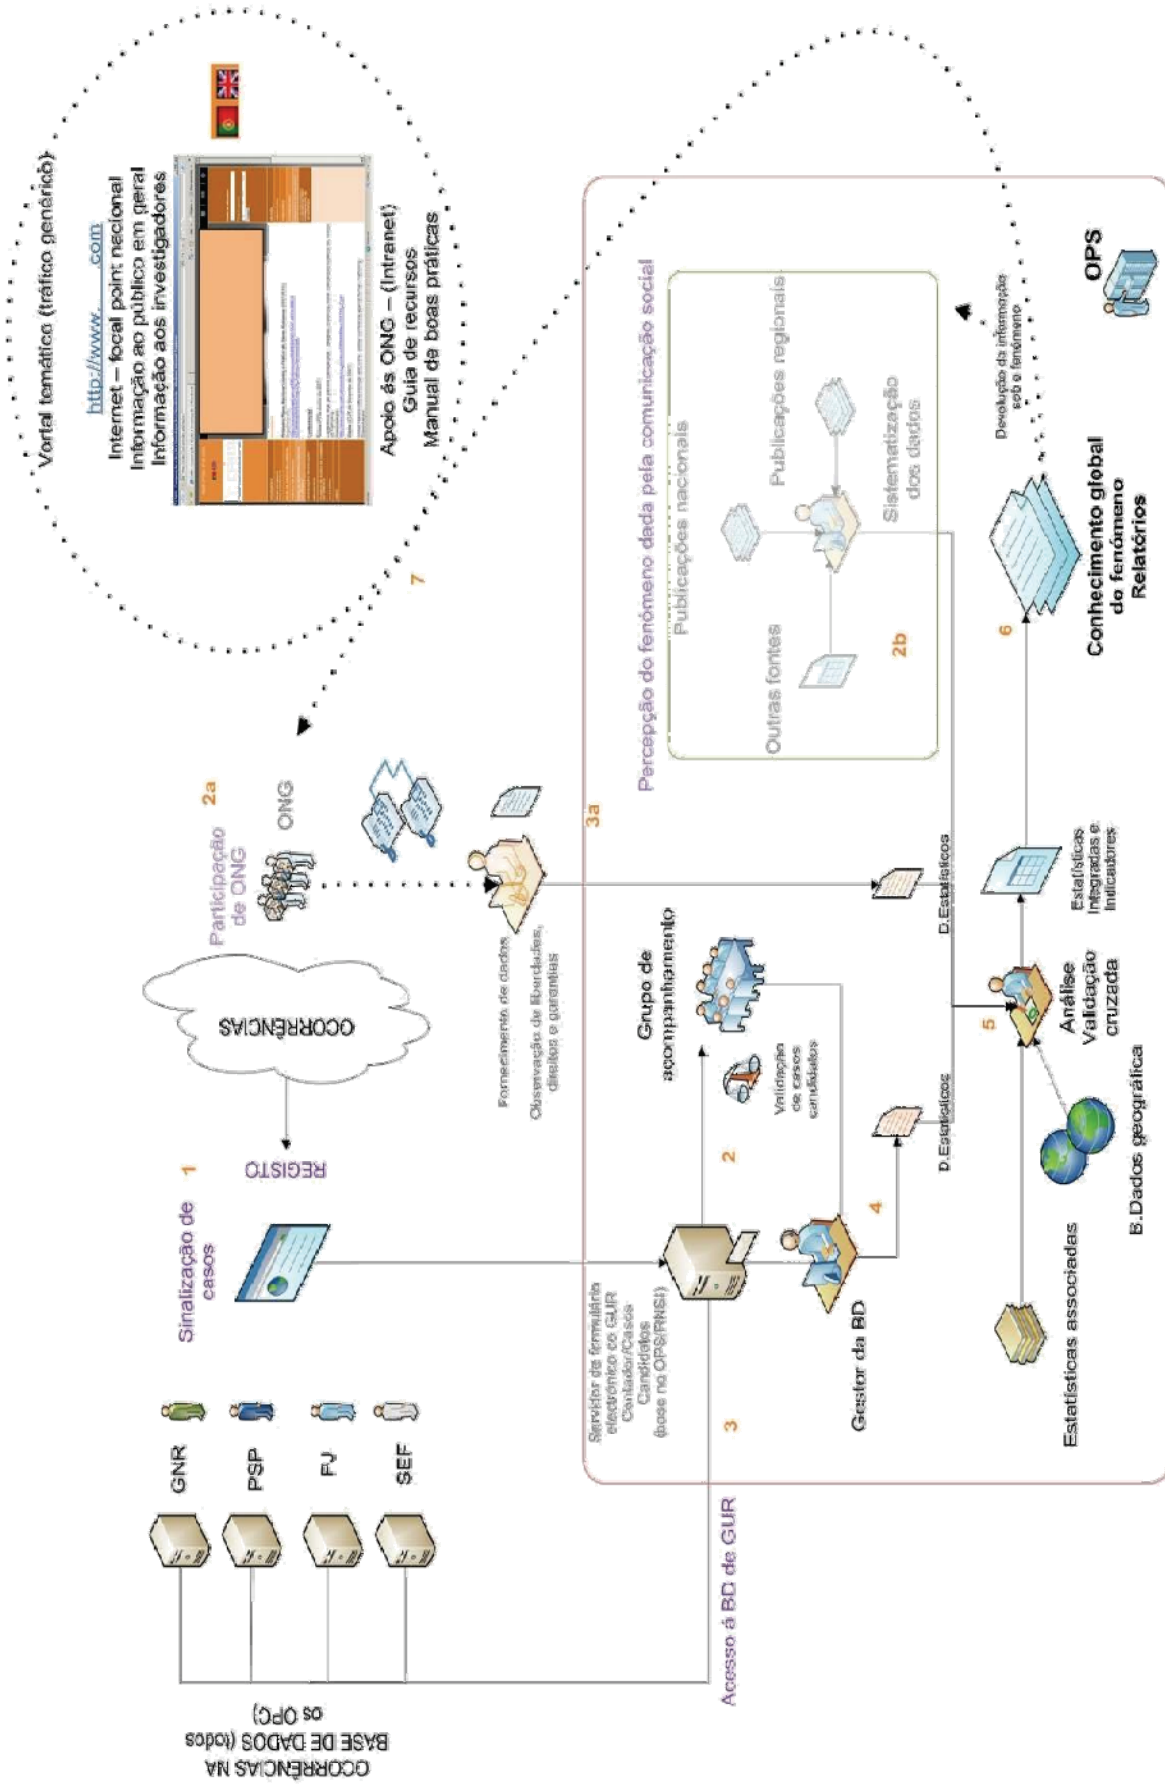 OCORRÊNCIAS NA
BASE DE DADOS (todos
os OPC)
GNR
PSP
PJ
SEF
Sinalização de
casos
1
REGISTO
OCORRÊNCIAS
Participação
de ONG
2a
ONG
Fornecimento de dados
Observação de liberdades,
direitos e garantias
3a
Vortal temático (tráfico genérico)
http://www. .com
Internet – focal point nacional
Informação ao público em geral
Informação aos investigadores
Apoio às ONG – (Intranet)
Guia de recursos
Manual de boas práticas
7
Acesso à BD de GUR
3
Servidor de formulário
electrónico do GUR
Contador/Casos
Candidatos
(base no OPS/RNSI)
2
Grupo de
acompanhamento
Validação
de casos
candidatos
Gestor da BD
4
D.Estatísticos
D.Estatísticos
Percepção do fenómeno dada pela comunicação social
Publicações nacionais
Publicações regionais
Outras fontes
Sistematização
dos dados
2b
Estatísticas associadas
B.Dados geográfica
5
Análise
Validação
cruzada
Estatísticas
Integradas e
Indicadores
6
Conhecimento global
do fenómeno
Relatórios
Devolução da informação
sob o fenómeno
OPS